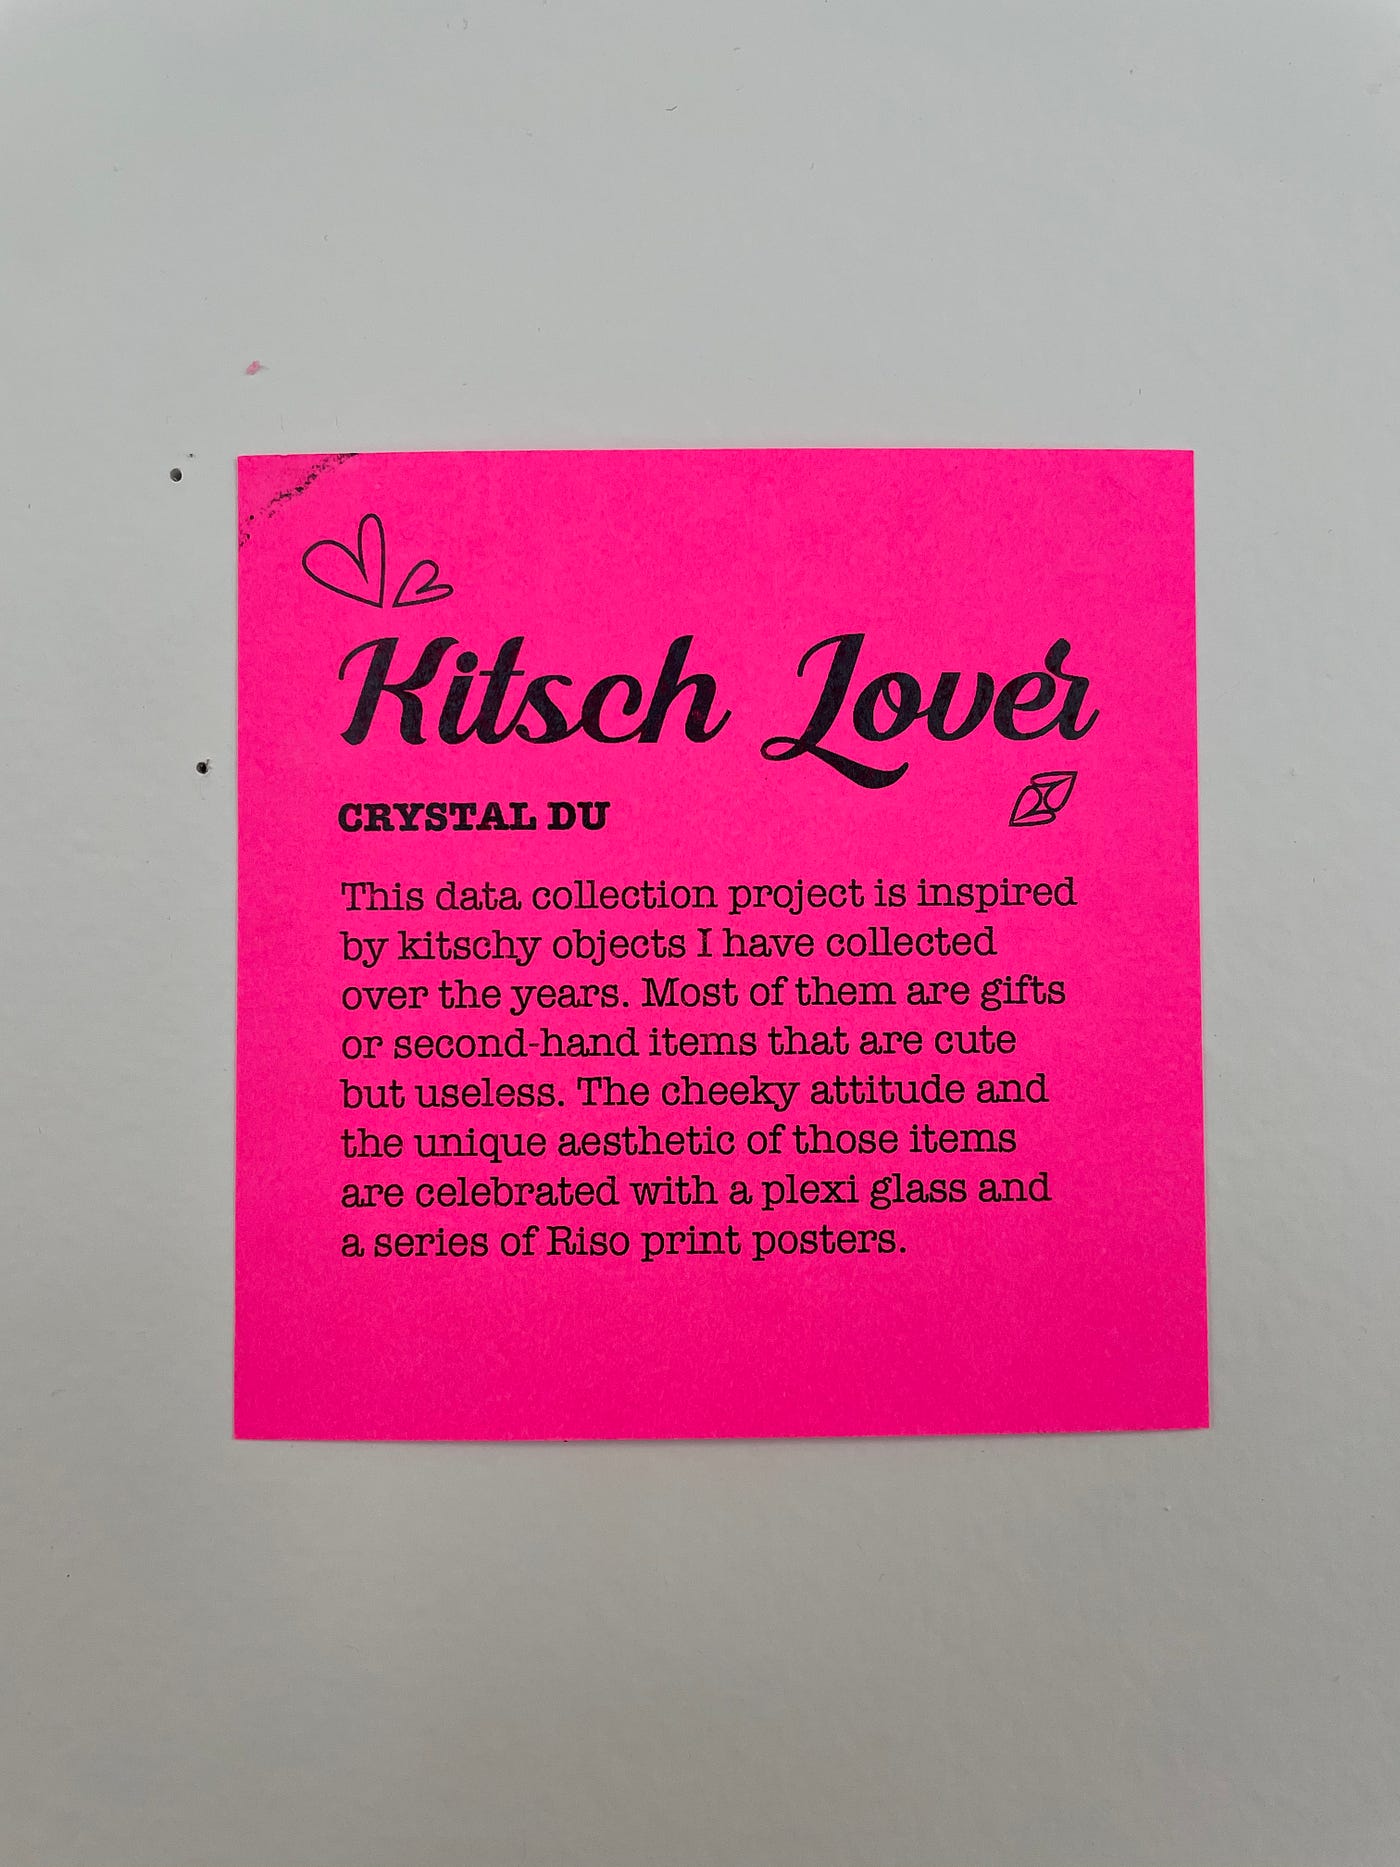 Kitsch Lover
CRYSTAL DU
This data collection project is inspired
by kitschy objects I have collected
over the years. Most of them are gifts
or second-hand items that are cute
but useless. The cheeky attitude and
the unique aesthetic of those items
are celebrated with a plexi glass and
a series of Riso print posters.